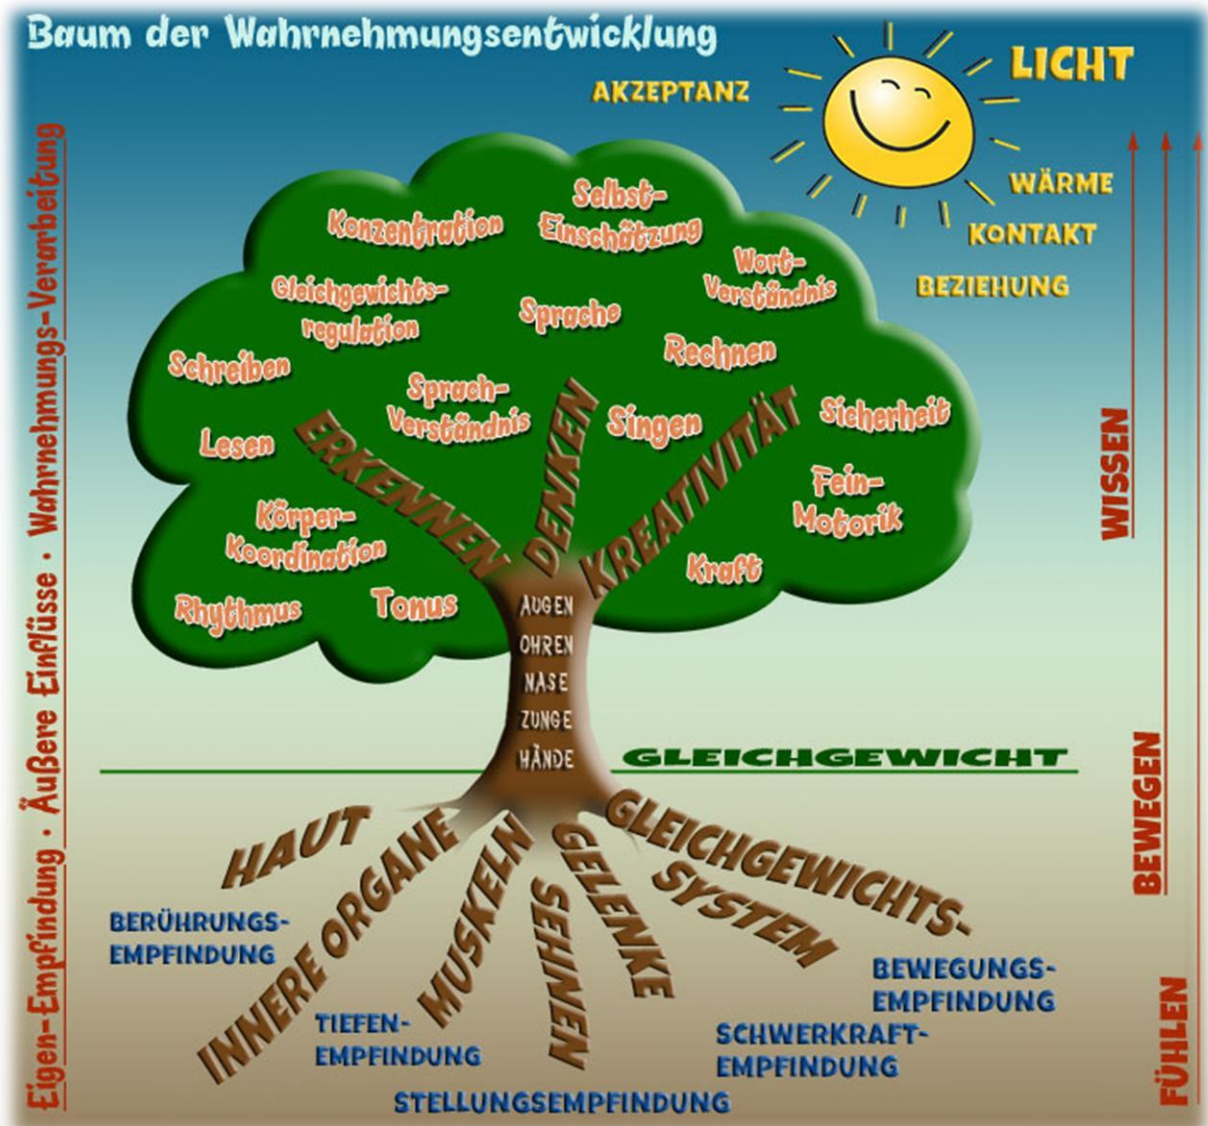 Baum der Wahrnehmungsentwicklung
LICHT
AKZEPTANZ
WÄRME
KONTAKT
BEZIEHUNG
Eigen-Empfindung · Äußere Einflüsse · Wahrnehmungs-Verarbeitung
Konzentration
Selbst-
Einschätzung
Wort-
Verständnis
Gleichgewichts-
regulation
Sprache
Rechnen
Schreiben
Sprach-
Verständnis
Singen
Sicherheit
Lesen
ERKENNEN
DENKEN
KREATIVITÄT
Fein-
Motorik
Körper-
Koordination
Kraft
Rhythmus
Tonus
AUGEN
OHREN
NASE
ZUNGE
HÄNDE
GLEICHGEWICHT
WISSEN
BEWEGEN
FÜHLEN
HAUT
INNERE ORGANE
MUSKELN
SEHNEN
GELENKE
GLEICHGEWICHTS-
SYSTEM
BERÜHRUNGS-
EMPFINDUNG
TIEFEN-
EMPFINDUNG
STELLUNGSEMPFINDUNG
SCHWERKRAFT-
EMPFINDUNG
BEWEGUNGS-
EMPFINDUNG